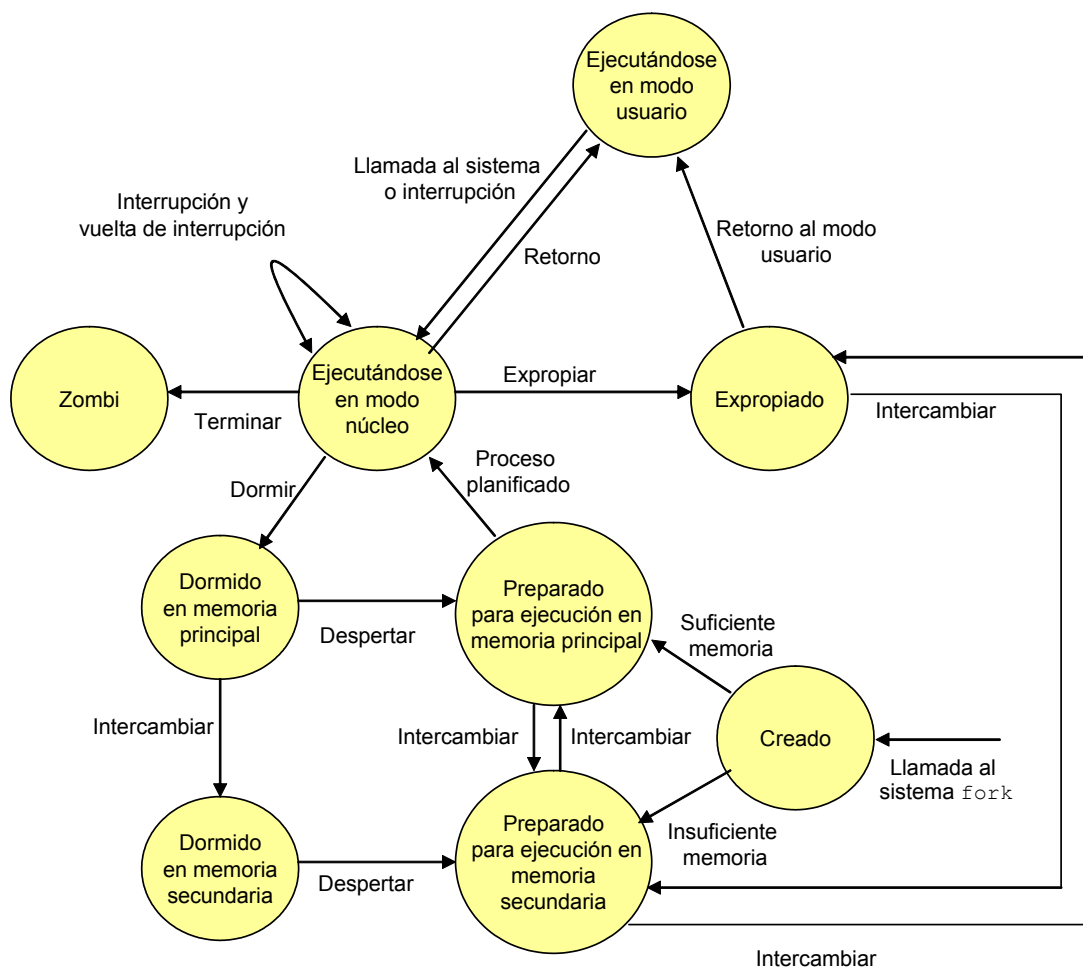 Ejecutándose
en modo
usuario
Llamada al sistema
o interrupción
Interrupción y
vuelta de interrupción
Retorno
Retorno al modo
usuario
Zombi
Terminar
Ejecutándose
en modo
núcleo
Expropiar
Expropiado
Intercambiar
Proceso
planificado
Dormir
Dormido
en memoria
principal
Despertar
Preparado
para ejecución en
memoria principal
Suficiente
memoria
Intercambiar
Intercambiar
Intercambiar
Creado
Llamada al
sistema fork
Dormido
en memoria
secundaria
Despertar
Preparado
para ejecución en
memoria
secundaria
Insuficiente
memoria
Intercambiar